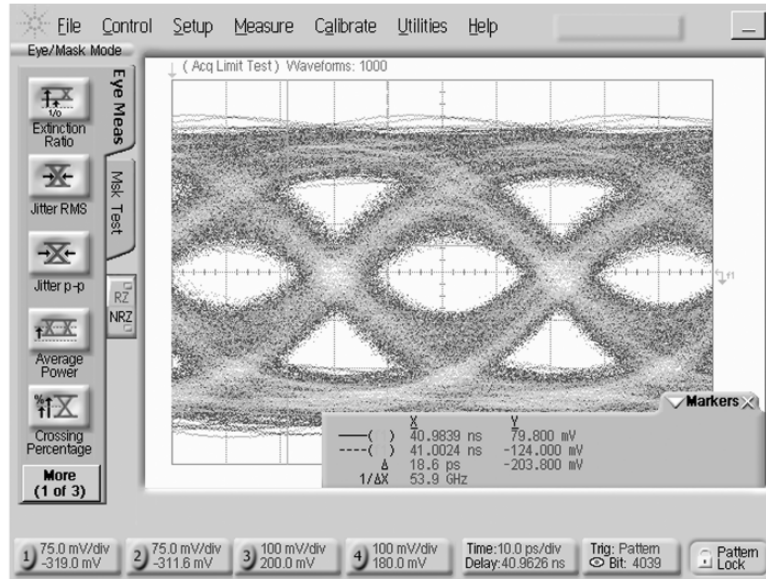 File Control Setup Measure Calibrate Utilities Help
Eye/Mask Mode
( Acq Limit Test ) Waveforms: 1000
Eye Meas
Msk Test
1/0
Extinction
Ratio
Jitter RMS
Jitter p-p
RZ
NRZ
Average
Power
%
Crossing
Percentage
More
(1 of 3)
f1
Markers
X Y
( ) 40.9839 ns 79.800 mV
( ) 41.0024 ns -124.000 mV
Δ 18.6 ps -203.800 mV
1/ΔX 53.9 GHz
1 75.0 mV/div
-319.0 mV
2 75.0 mV/div
-311.6 mV
3 100 mV/div
200.0 mV
4 100 mV/div
180.0 mV
Time:10.0 ps/div
Delay:40.9626 ns
Trig: Pattern
Bit: 4039
Pattern
Lock